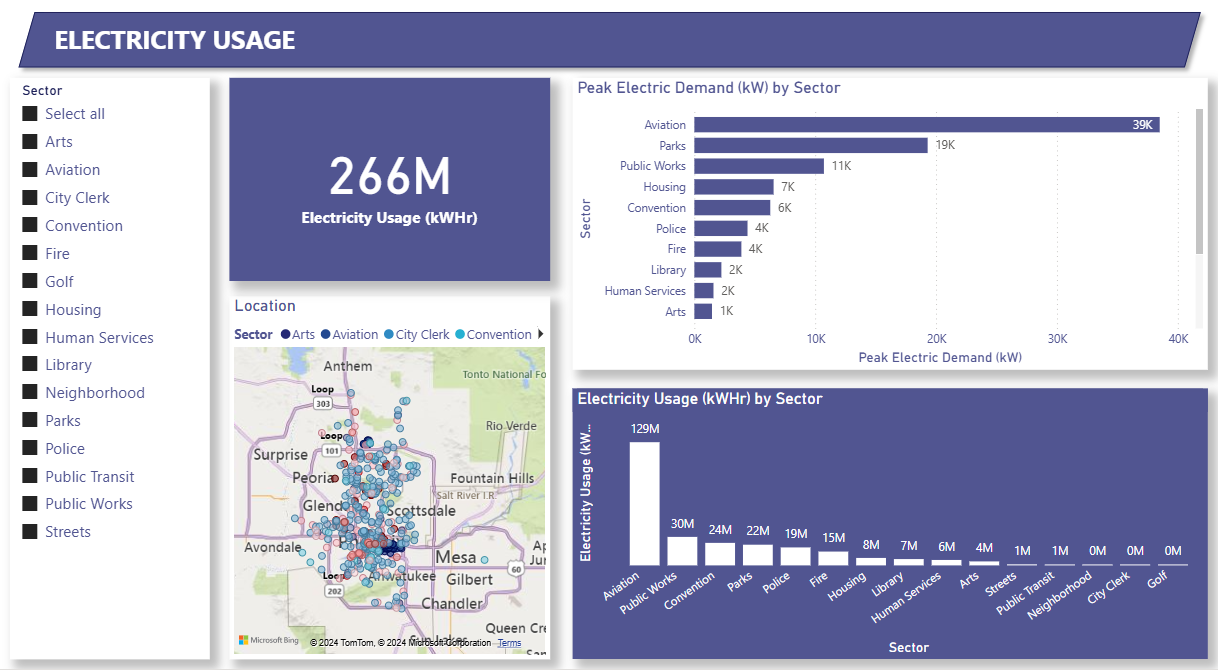 ELECTRICITY USAGE
Sector
Select all
Arts
Aviation
City Clerk
Convention
Fire
Golf
Housing
Human Services
Library
Neighborhood
Parks
Police
Public Transit
Public Works
Streets
266M
Electricity Usage (kWHr)
Location
Sector Arts Aviation City Clerk Convention
Anthem
Tonto National Fo
Loop
303
Rio Verde
Loop
101
Surprise
Peoria
Fountain Hills
Salt River I.R.
Glend
Scottsdale
Avondale
Mesa
Ap
Jun
60
Loop
Ahwatukee
Gilbert
202
Chandler
Queen Cre
Sun Lakes
San
Microsoft Bing
© 2024 TomTom, © 2024 Microsoft Corporation Terms
Peak Electric Demand (kW) by Sector
Sector
Aviation 39K
Parks 19K
Public Works 11K
Housing 7K
Convention 6K
Police 4K
Fire 4K
Library 2K
Human Services 2K
Arts 1K
0K 10K 20K 30K 40K
Peak Electric Demand (kW)
Electricity Usage (kWHr) by Sector
Electricity Usage (kW...
129M 30M 24M 22M 19M 15M 8M 7M 6M 4M 1M 1M 0M 0M 0M
Aviation Public Works Convention Parks Police Fire Housing Library Human Services Arts Streets Public Transit Neighborhood City Clerk Golf
Sector